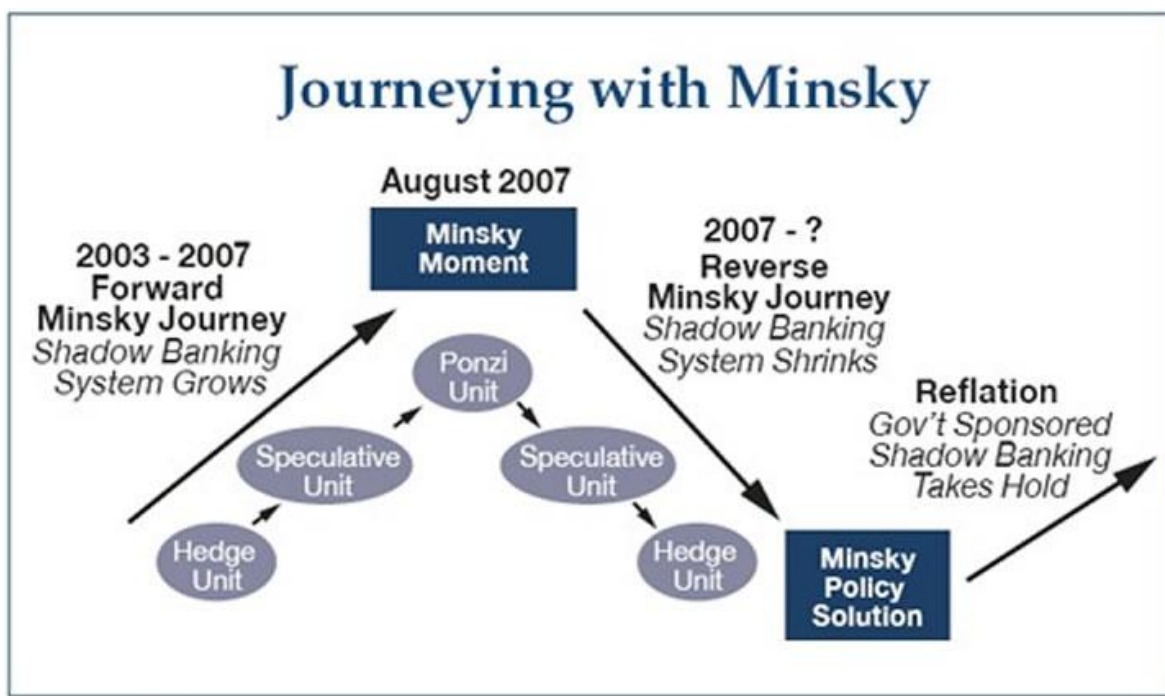 Journeying with Minsky
August 2007
Minsky
Moment
2003 - 2007
Forward
Minsky Journey
Shadow Banking
System Grows
2007 - ?
Reverse
Minsky Journey
Shadow Banking
System Shrinks
Ponzi
Unit
Speculative
Unit
Speculative
Unit
Hedge
Unit
Hedge
Unit
Reflation
Gov't Sponsored
Shadow Banking
Takes Hold
Minsky
Policy
Solution